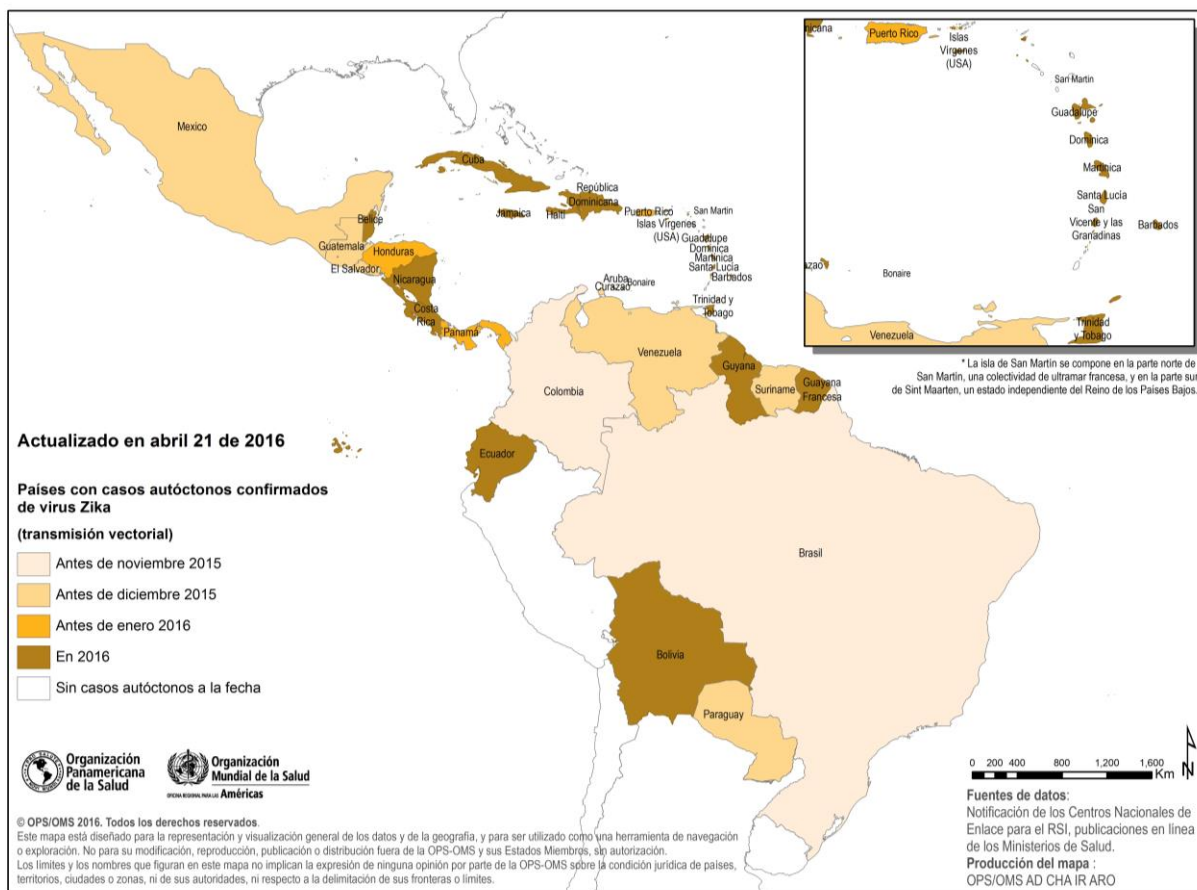 Mexico
Cuba
República
Dominicana
Jamaica
Haití
Puerto Rico
Islas Vírgenes
(USA)
San Martin
Guadalupe
Dominica
Martinica
Santa Lucia
Barbados
Belice
Guatemala
Honduras
El Salvador
Nicaragua
Costa
Rica
Panamá
Aruba
Curazao
Bonaire
Trinidad y
Tobago
Venezuela
Colombia
Guyana
Suriname
Guayana
Francesa
Ecuador
Brasil
Bolivia
Paraguay
nicana
Puerto Rico
Islas
Vírgenes
(USA)
San Martin
Guadalupe
Dominica
Martinica
Santa Lucia
San
Vicente y las
Granadinas
Barbados
zao
Bonaire
Venezuela
Trinidad
y Tobago
* La isla de San Martin se compone en la parte norte de
San Martin, una colectividad de ultramar francesa, y en la parte sur
de Sint Maarten, un estado independiente del Reino de los Países Bajos.
Actualizado en abril 21 de 2016
Países con casos autóctonos confirmados
de virus Zika
(transmisión vectorial)
Antes de noviembre 2015
Antes de diciembre 2015
Antes de enero 2016
En 2016
Sin casos autóctonos a la fecha
Organización
Panamericana
de la Salud
Organización
Mundial de la Salud
OFICINA REGIONAL PARA LAS Américas
© OPS/OMS 2016. Todos los derechos reservados.
Este mapa está diseñado para la representación y visualización general de los datos y de la geografía, y para ser utilizado como una herramienta de navegación
o exploración. No para su modificación, reproducción, publicación o distribución fuera de la OPS-OMS y sus Estados Miembros, sin autorización.
Los límites y los nombres que figuran en este mapa no implican la expresión de ninguna opinión por parte de la OPS-OMS sobre la condición jurídica de países,
territorios, ciudades o zonas, ni de sus autoridades, ni respecto a la delimitación de sus fronteras o límites.
0 200 400 800 1,200 1,600
Km
N
Fuentes de datos:
Notificación de los Centros Nacionales de
Enlace para el RSI, publicaciones en línea
de los Ministerios de Salud.
Producción del mapa :
OPS/OMS AD CHA IR ARO